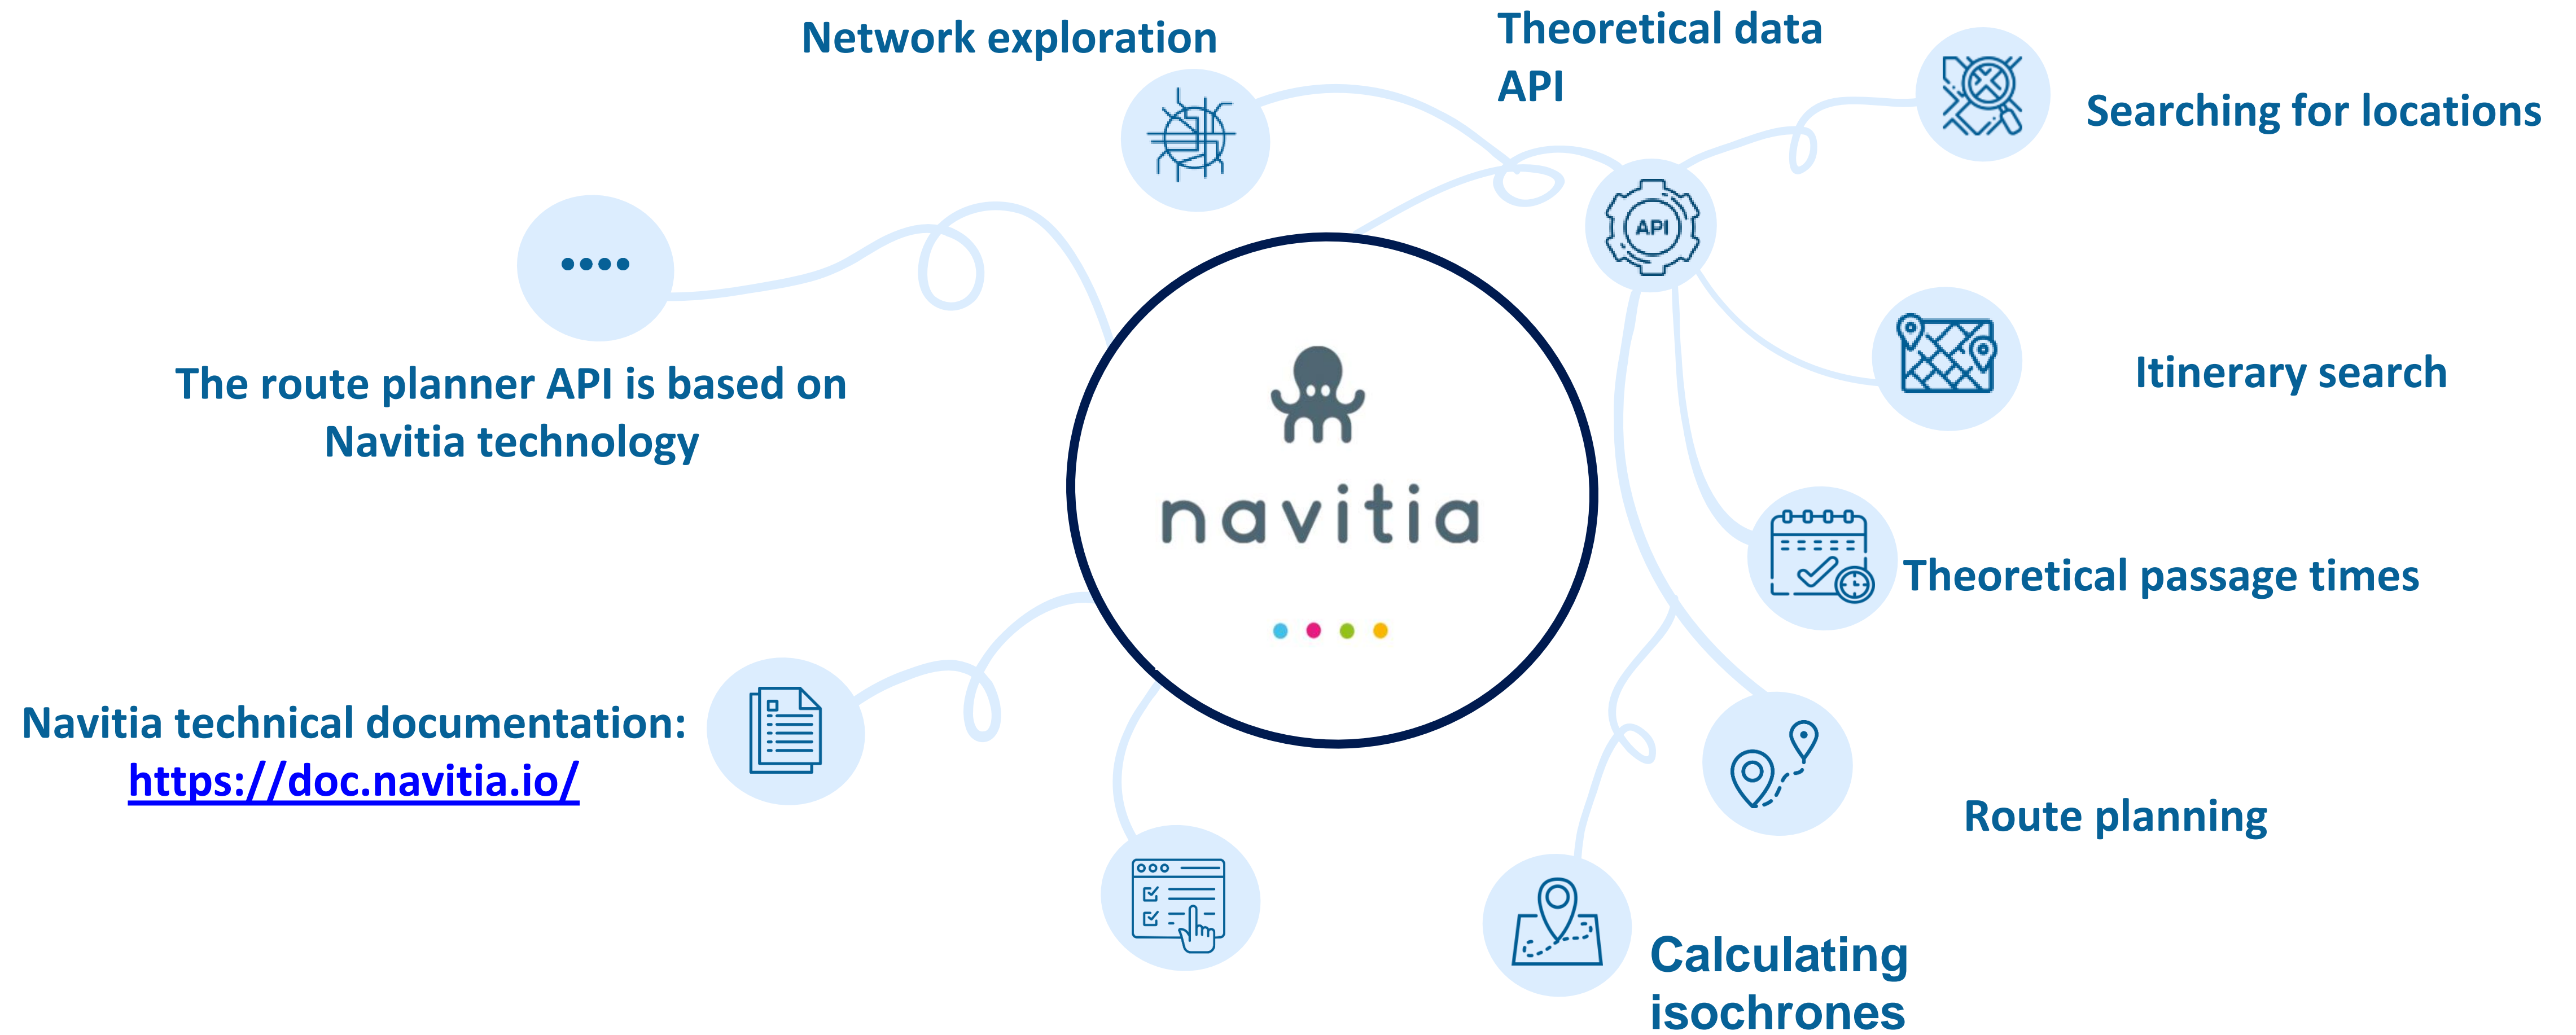 Network exploration
Theoretical data
API
Searching for locations
API
....
The route planner API is based on
Navitia technology
Itinerary search
navitia
Theoretical passage times
Navitia technical documentation:
https://doc.navitia.io/
Route planning
Calculating
isochrones